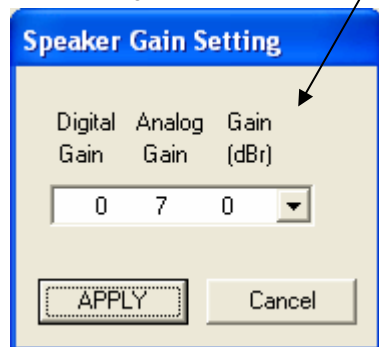 Speaker Gain Setting
Digital Analog Gain
Gain Gain (dBr)
0 7 0
APPLY Cancel